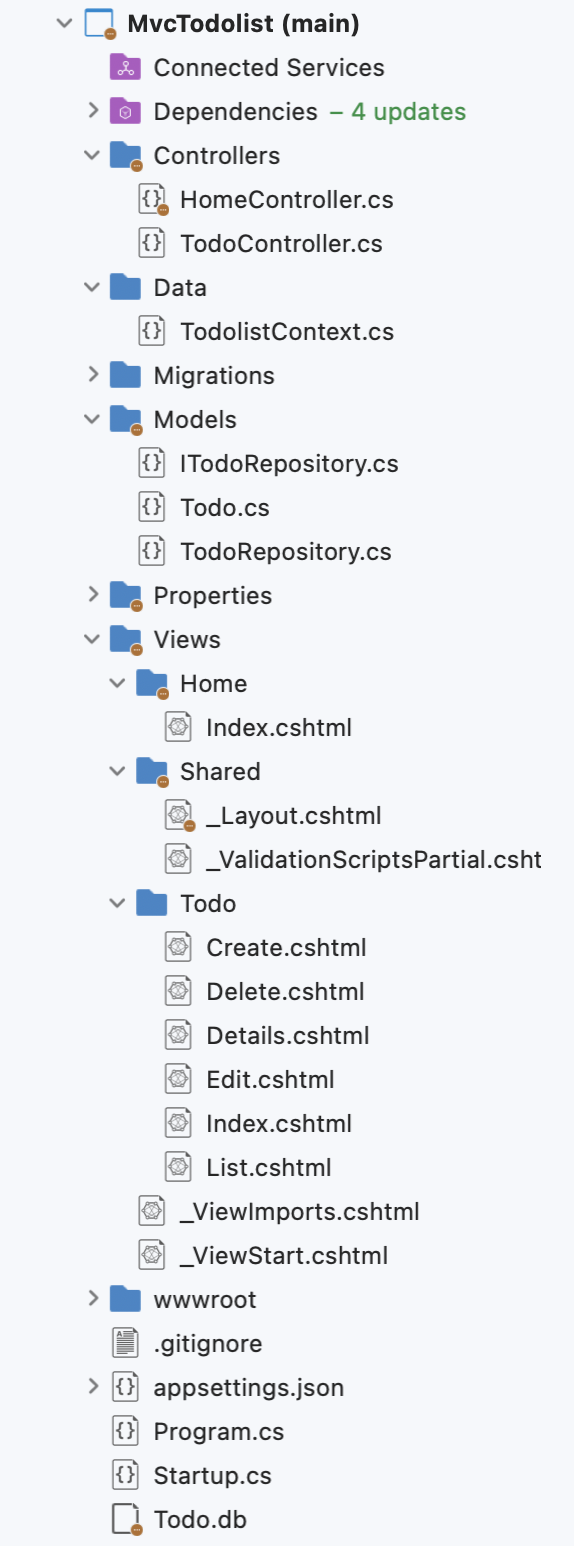 MvcTodolist (main)
Connected Services
Dependencies – 4 updates
Controllers
HomeController.cs
TodoController.cs
Data
TodolistContext.cs
Migrations
Models
ITodoRepository.cs
Todo.cs
TodoRepository.cs
Properties
Views
Home
Index.cshtml
Shared
_Layout.cshtml
_ValidationScriptsPartial.csht
Todo
Create.cshtml
Delete.cshtml
Details.cshtml
Edit.cshtml
Index.cshtml
List.cshtml
_ViewImports.cshtml
_ViewStart.cshtml
wwwroot
.gitignore
appsettings.json
Program.cs
Startup.cs
Todo.db